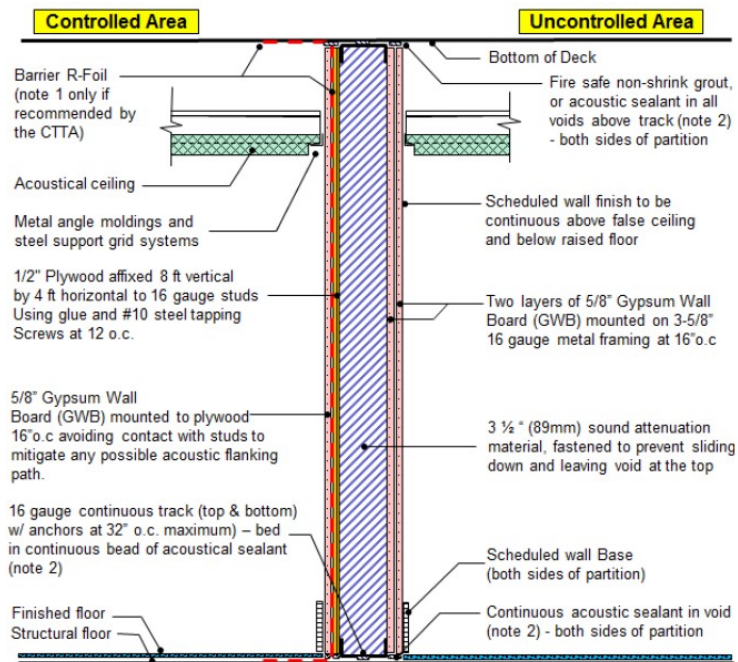 Controlled Area
Uncontrolled Area
Barrier R-Foil
(note 1 only if
recommended by
the CTTA)
Acoustical ceiling
Metal angle moldings and
steel support grid systems
1/2" Plywood affixed 8 ft vertical
by 4 ft horizontal to 16 gauge studs
Using glue and #10 steel tapping
Screws at 12 o.c.
5/8" Gypsum Wall
Board (GWB) mounted to plywood
16"o.c avoiding contact with studs to
mitigate any possible acoustic flanking
path.
16 gauge continuous track (top & bottom)
w/ anchors at 32" o.c. maximum) – bed
in continuous bead of acoustical sealant
(note 2)
Finished floor
Structural floor
Bottom of Deck
Fire safe non-shrink grout,
or acoustic sealant in all
voids above track (note 2)
- both sides of partition
Scheduled wall finish to be
continuous above false ceiling
and below raised floor
Two layers of 5/8" Gypsum Wall
Board (GWB) mounted on 3-5/8"
16 gauge metal framing at 16"o.c
3 ½ " (89mm) sound attenuation
material, fastened to prevent sliding
down and leaving void at the top
Scheduled wall Base
(both sides of partition)
Continuous acoustic sealant in void
(note 2) - both sides of partition